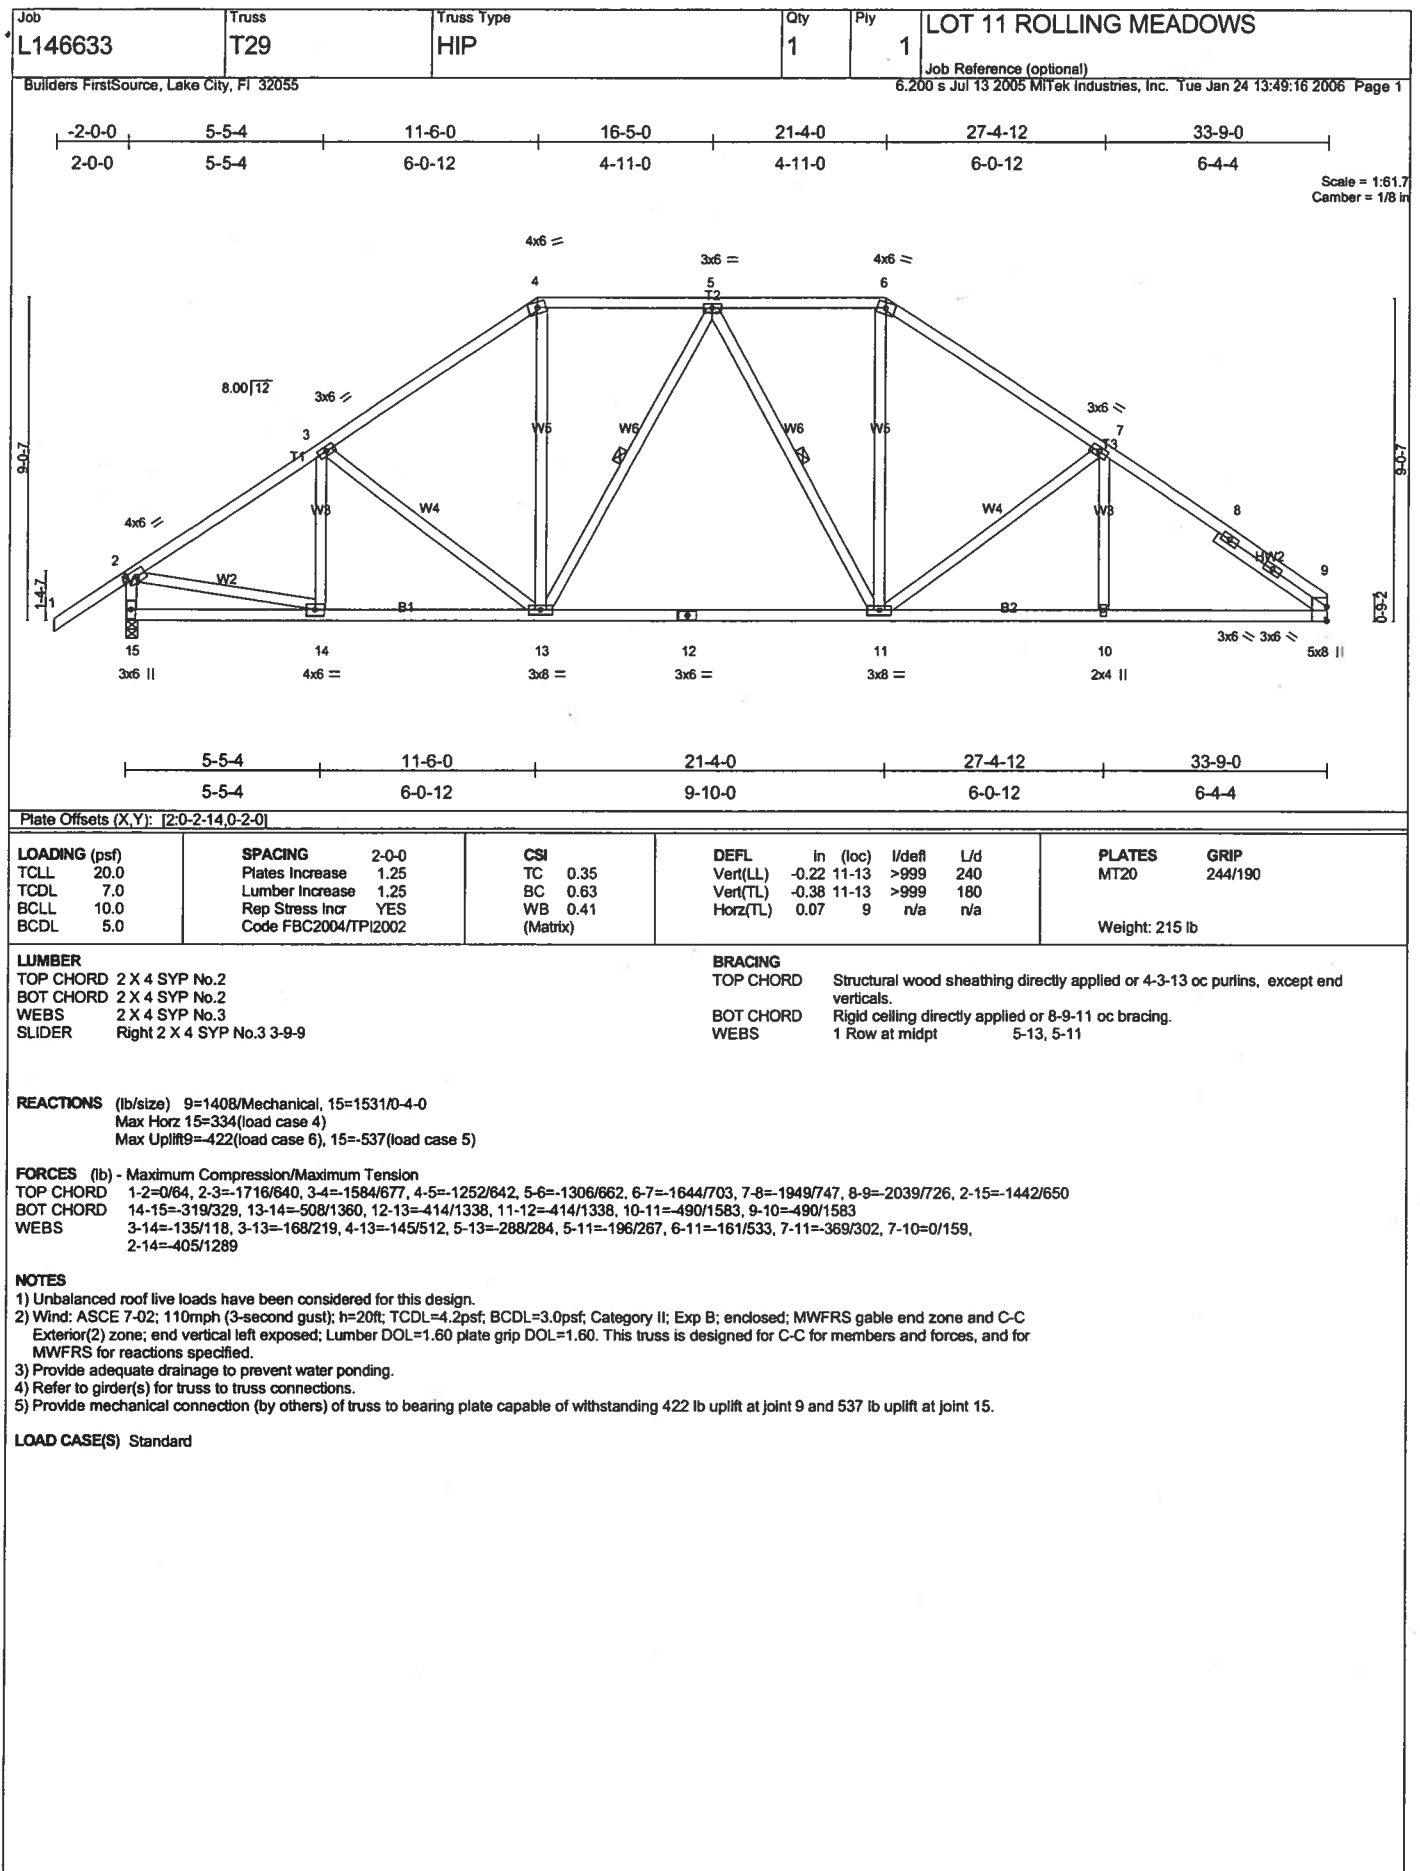 Job Truss Truss Type Qty Ply LOT 11 ROLLING MEADOWS
L146633 T29 HIP 1 1
Job Reference (optional)
Builders FirstSource, Lake City, Fl 32055 6.200 s Jul 13 2005 MiTek Industries, Inc. Tue Jan 24 13:49:16 2006 Page 1
-2-0-0 5-5-4 11-6-0 16-5-0 21-4-0 27-4-12 33-9-0
2-0-0 5-5-4 6-0-12 4-11-0 4-11-0 6-0-12 6-4-4
Scale = 1:61.7
Camber = 1/8 in
4x6 =
3x6 = 4x6 =
4 5 6
T2
8.00 12
3x6 // 3x6 \\
3 7
T1 T3
W5 W6 W6 W5
9-0-7 9-0-7
W3 W4 W4 W3
4x6 // 8
2 HW2
W2 9
1-4-7 1 B1 B2 0-9-2
3x6 \\ 3x6 \\
15 14 13 12 11 10 5x8 ||
3x6 || 4x6 = 3x8 = 3x6 = 3x8 = 2x4 ||
5-5-4 11-6-0 21-4-0 27-4-12 33-9-0
5-5-4 6-0-12 9-10-0 6-0-12 6-4-4
Plate Offsets (X,Y): [2:0-2-14,0-2-0]
LOADING (psf) SPACING 2-0-0 CSI DEFL in (loc) l/defl L/d PLATES GRIP
TCLL 20.0 Plates Increase 1.25 TC 0.35 Vert(LL) -0.22 11-13 >999 240 MT20 244/190
TCDL 7.0 Lumber Increase 1.25 BC 0.63 Vert(TL) -0.38 11-13 >999 180
BCLL 10.0 Rep Stress Incr YES WB 0.41 Horz(TL) 0.07 9 n/a n/a
BCDL 5.0 Code FBC2004/TPI2002 (Matrix) Weight: 215 lb
LUMBER BRACING
TOP CHORD 2 X 4 SYP No.2 TOP CHORD Structural wood sheathing directly applied or 4-3-13 oc purlins, except end
BOT CHORD 2 X 4 SYP No.2 verticals.
WEBS 2 X 4 SYP No.3 BOT CHORD Rigid ceiling directly applied or 8-9-11 oc bracing.
SLIDER Right 2 X 4 SYP No.3 3-9-9 WEBS 1 Row at midpt 5-13, 5-11
REACTIONS (lb/size) 9=1408/Mechanical, 15=1531/0-4-0
Max Horz 15=334(load case 4)
Max Uplift9=-422(load case 6), 15=-537(load case 5)
FORCES (lb) - Maximum Compression/Maximum Tension
TOP CHORD 1-2=0/64, 2-3=-1716/640, 3-4=-1584/677, 4-5=-1252/642, 5-6=-1306/662, 6-7=-1644/703, 7-8=-1949/747, 8-9=-2039/726, 2-15=-1442/650
BOT CHORD 14-15=-319/329, 13-14=-508/1360, 12-13=-414/1338, 11-12=-414/1338, 10-11=-490/1583, 9-10=-490/1583
WEBS 3-14=-135/118, 3-13=-168/219, 4-13=-145/512, 5-13=-288/284, 5-11=-196/267, 6-11=-161/533, 7-11=-369/302, 7-10=0/159,
2-14=-405/1289
NOTES
1) Unbalanced roof live loads have been considered for this design.
2) Wind: ASCE 7-02; 110mph (3-second gust); h=20ft; TCDL=4.2psf; BCDL=3.0psf; Category II; Exp B; enclosed; MWFRS gable end zone and C-C
Exterior(2) zone; end vertical left exposed; Lumber DOL=1.60 plate grip DOL=1.60. This truss is designed for C-C for members and forces, and for
MWFRS for reactions specified.
3) Provide adequate drainage to prevent water ponding.
4) Refer to girder(s) for truss to truss connections.
5) Provide mechanical connection (by others) of truss to bearing plate capable of withstanding 422 lb uplift at joint 9 and 537 lb uplift at joint 15.
LOAD CASE(S) Standard